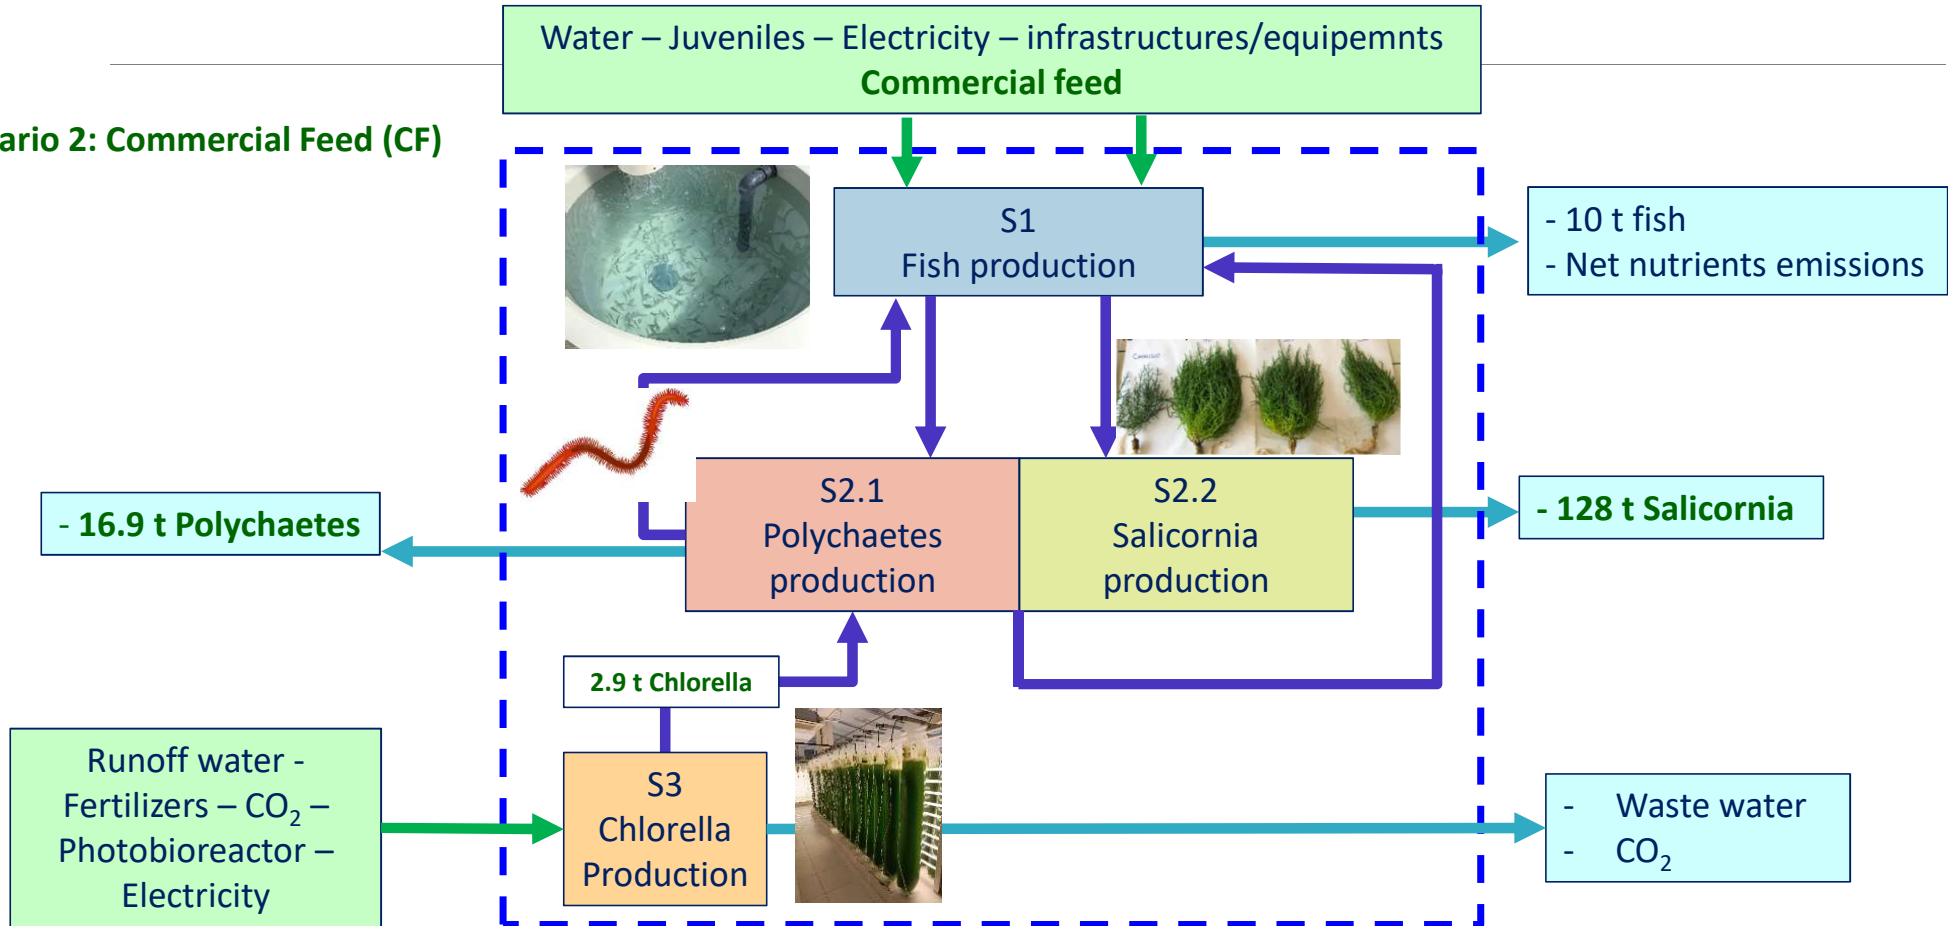 Water – Juveniles – Electricity – infrastructures/equipemnts
Commercial feed
ario 2: Commercial Feed (CF)
S1
Fish production
- 10 t fish
- Net nutrients emissions
S2.1
Polychaetes
production
S2.2
Salicornia
production
- 16.9 t Polychaetes
- 128 t Salicornia
2.9 t Chlorella
Runoff water -
Fertilizers – CO₂ –
Photobioreactor –
Electricity
S3
Chlorella
Production
- Waste water
- CO₂